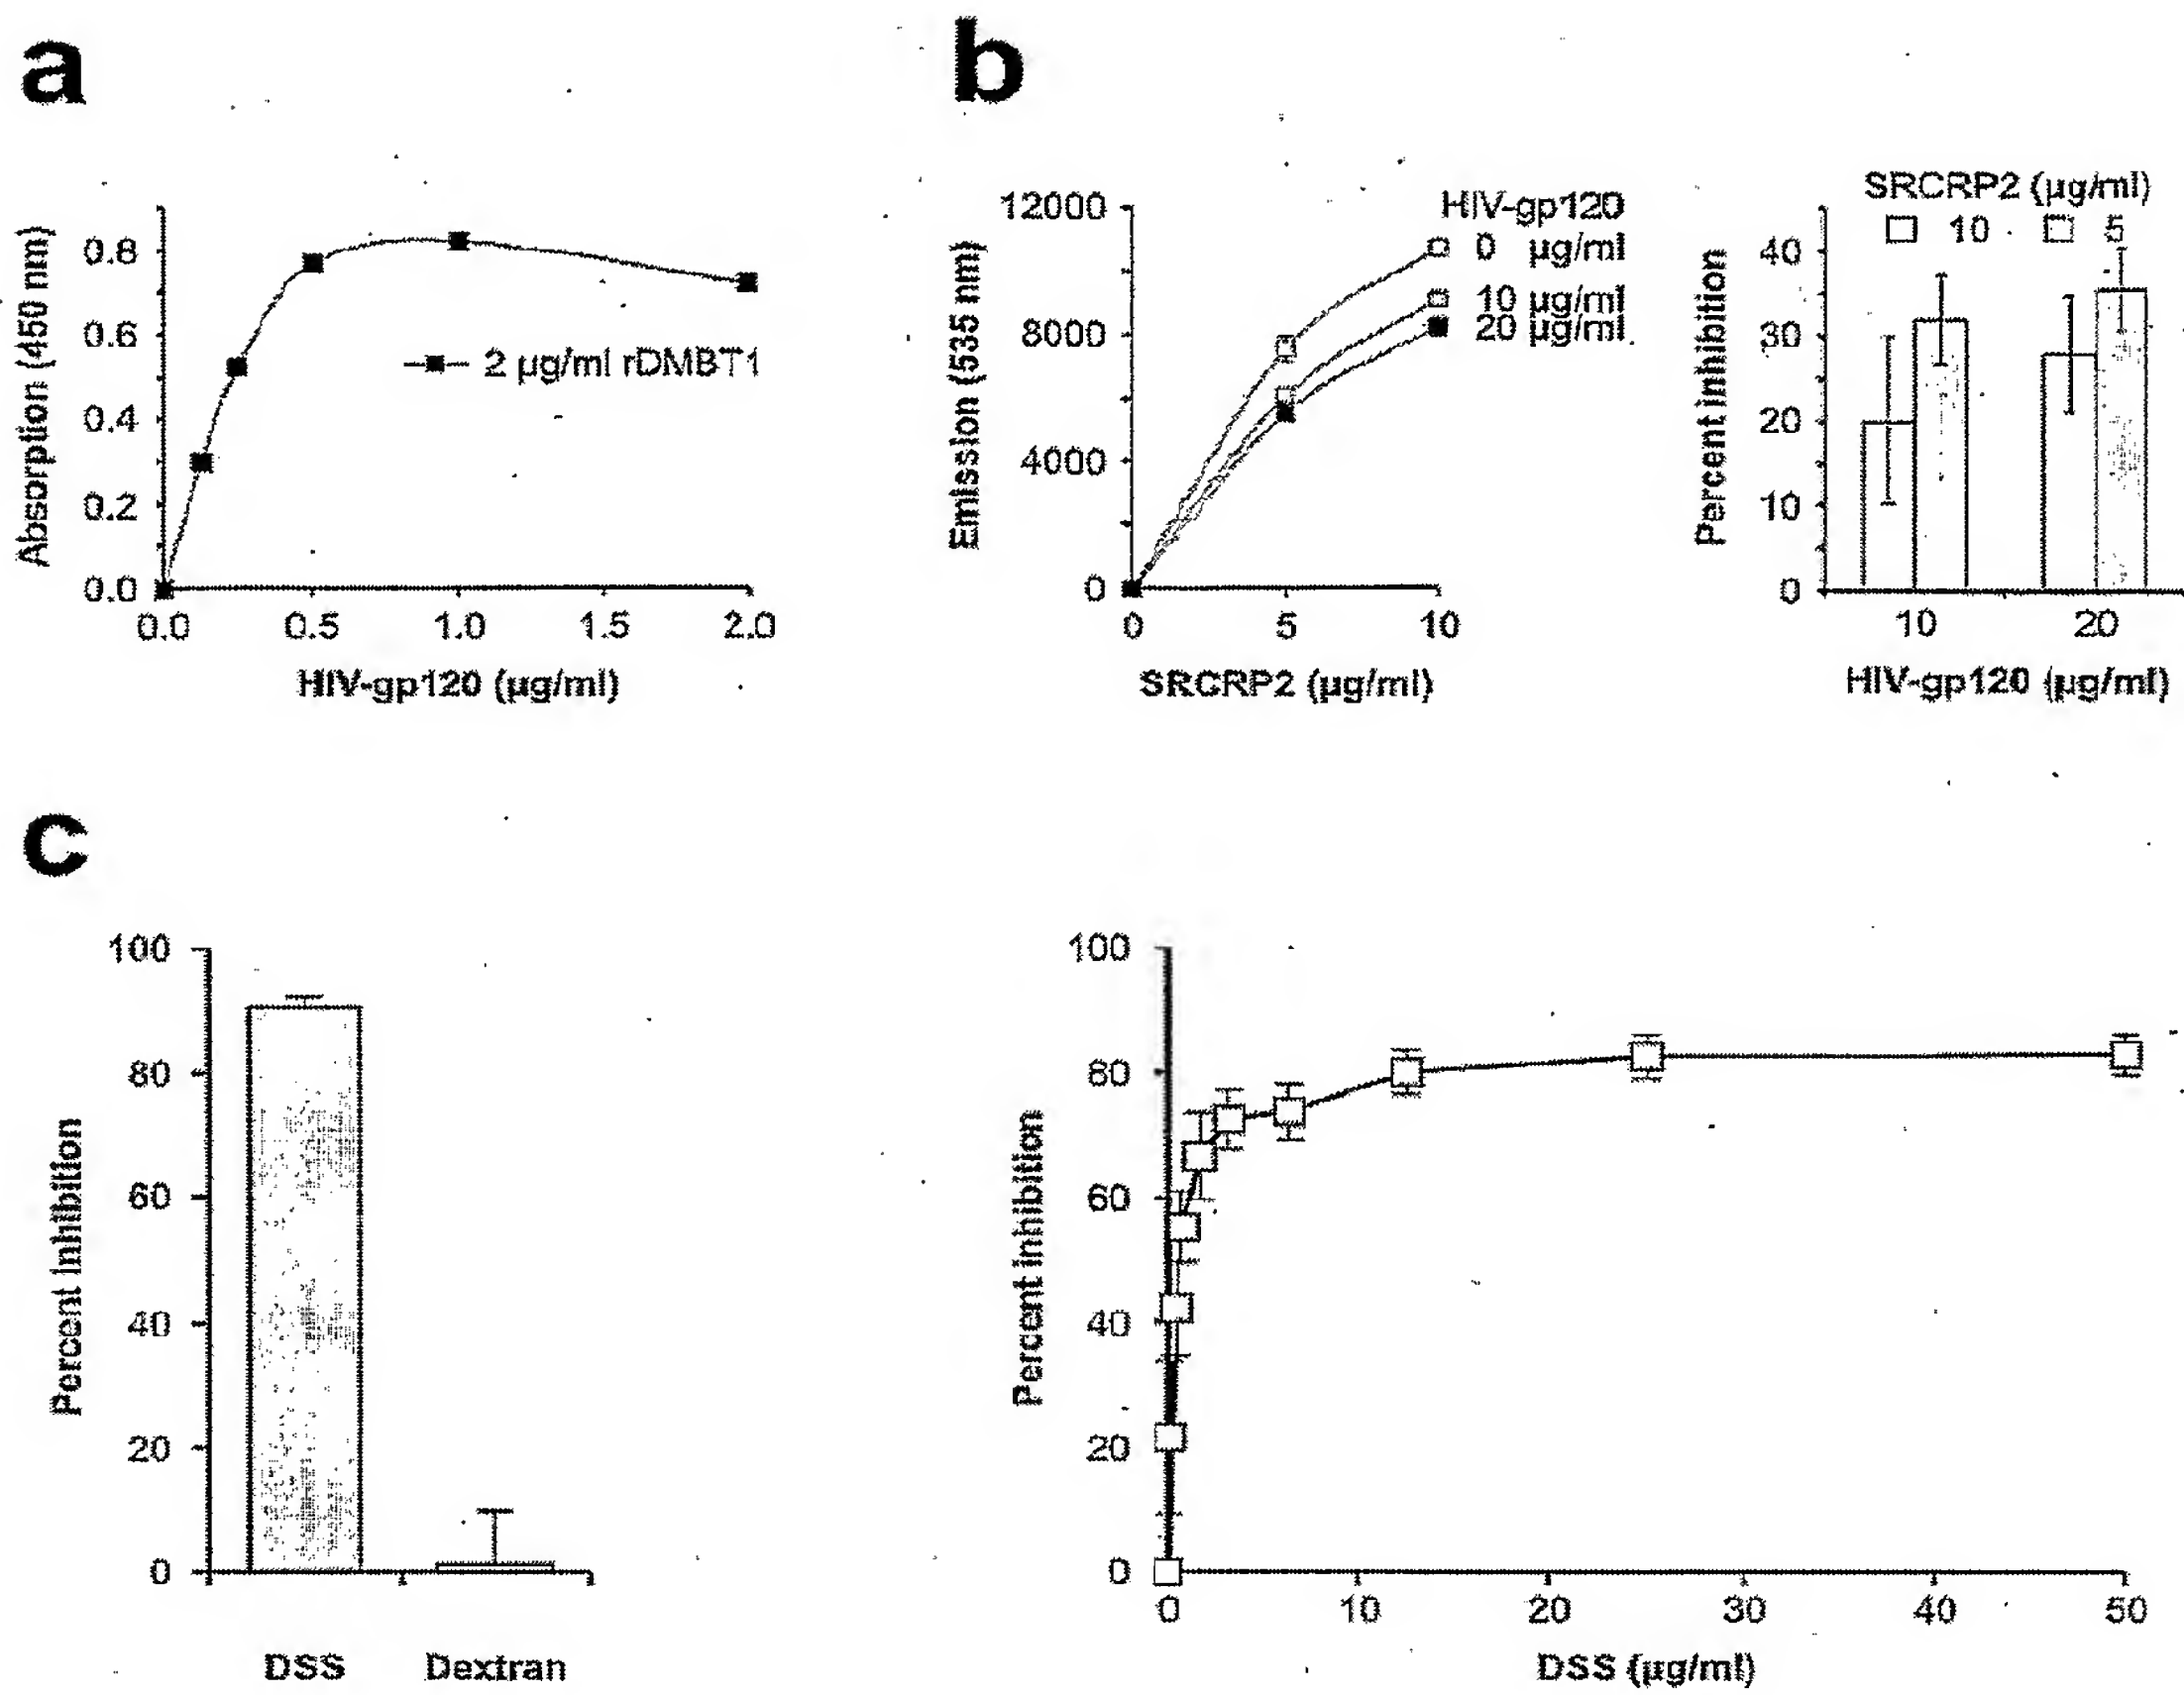 a
Absorption (450 nm)
0.8
0.6
0.4
0.2
0.0
0.0 0.5 1.0 1.5 2.0
2 µg/ml rDMBT1
HIV-gp120 (µg/ml)
b
Emission (535 nm)
12000
8000
4000
0
0 5 10
HIV-gp120
0 µg/ml
10 µg/ml
20 µg/ml
SRCRP2 (µg/ml)
SRCRP2 (µg/ml)
10 5
Percent inhibition
40
30
20
10
0
10 20
HIV-gp120 (µg/ml)
c
Percent inhibition
100
80
60
40
20
0
DSS Dextran
Percent inhibition
100
80
60
40
20
0
0 10 20 30 40 50
DSS (µg/ml)